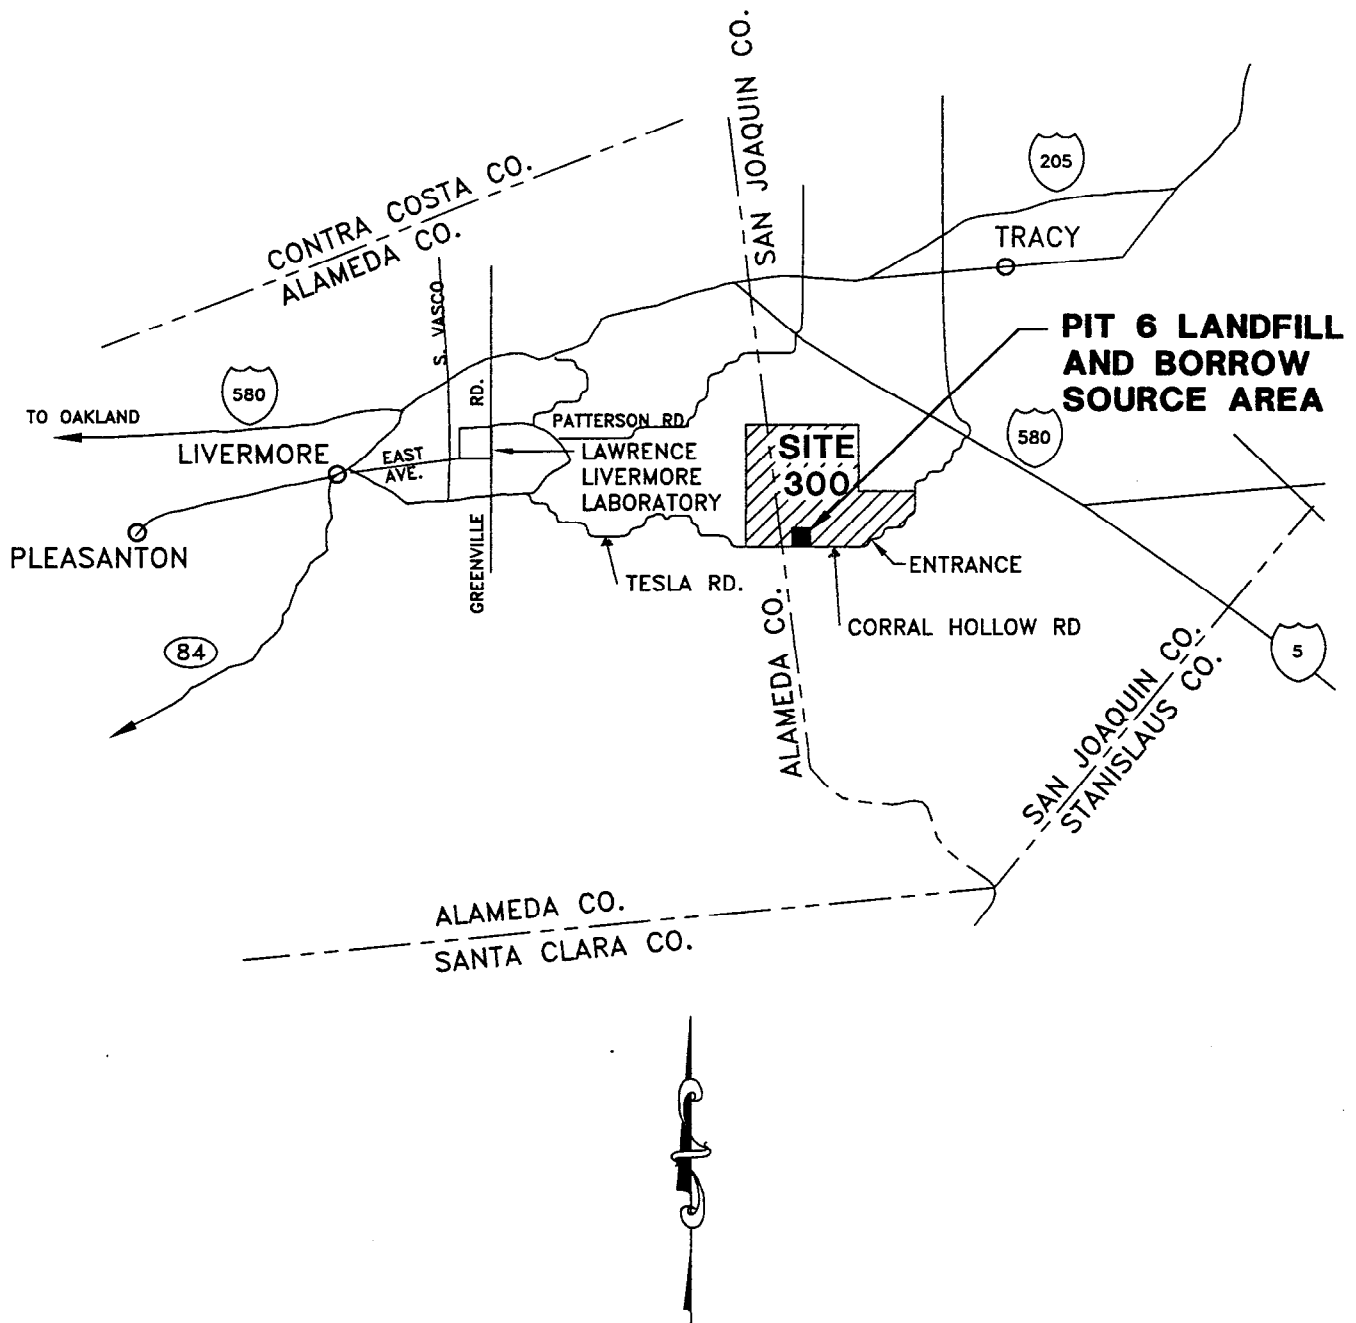 SAN JOAQUIN CO.
205
CONTRA COSTA CO.
ALAMEDA CO.
TRACY
S. VASCO
RD.
PIT 6 LANDFILL
AND BORROW
SOURCE AREA
580
TO OAKLAND
PATTERSON RD
580
LIVERMORE
EAST
AVE.
LAWRENCE
LIVERMORE
LABORATORY
SITE
300
PLEASANTON
GREENVILLE
TESLA RD.
ENTRANCE
CORRAL HOLLOW RD
84
ALAMEDA CO.
5
SAN JOAQUIN CO.
STANISLAUS CO.
ALAMEDA CO.
SANTA CLARA CO.